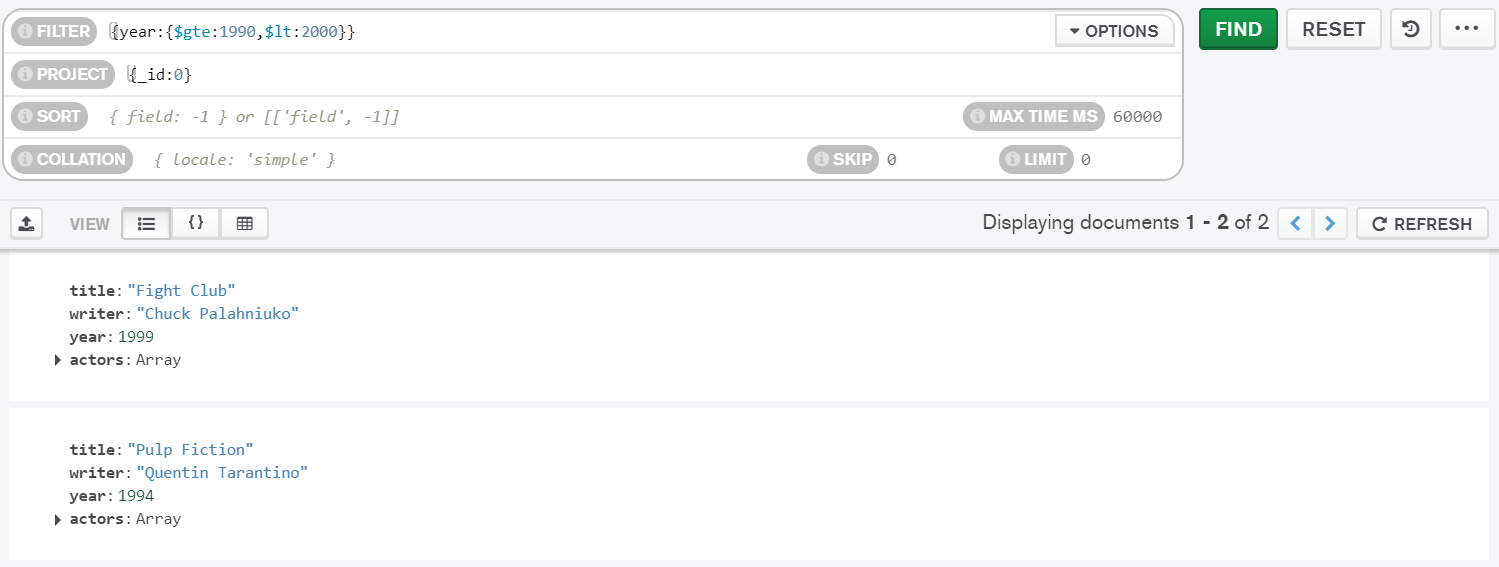 FILTER {year:{$gte:1990,$lt:2000}} OPTIONS FIND RESET
PROJECT {_id:0}
SORT { field: -1 } or [['field', -1]] MAX TIME MS 60000
COLLATION { locale: 'simple' } SKIP 0 LIMIT 0
VIEW {} Displaying documents 1 - 2 of 2 REFRESH
title: "Fight Club"
writer: "Chuck Palahniuko"
year: 1999
actors: Array
title: "Pulp Fiction"
writer: "Quentin Tarantino"
year: 1994
actors: Array